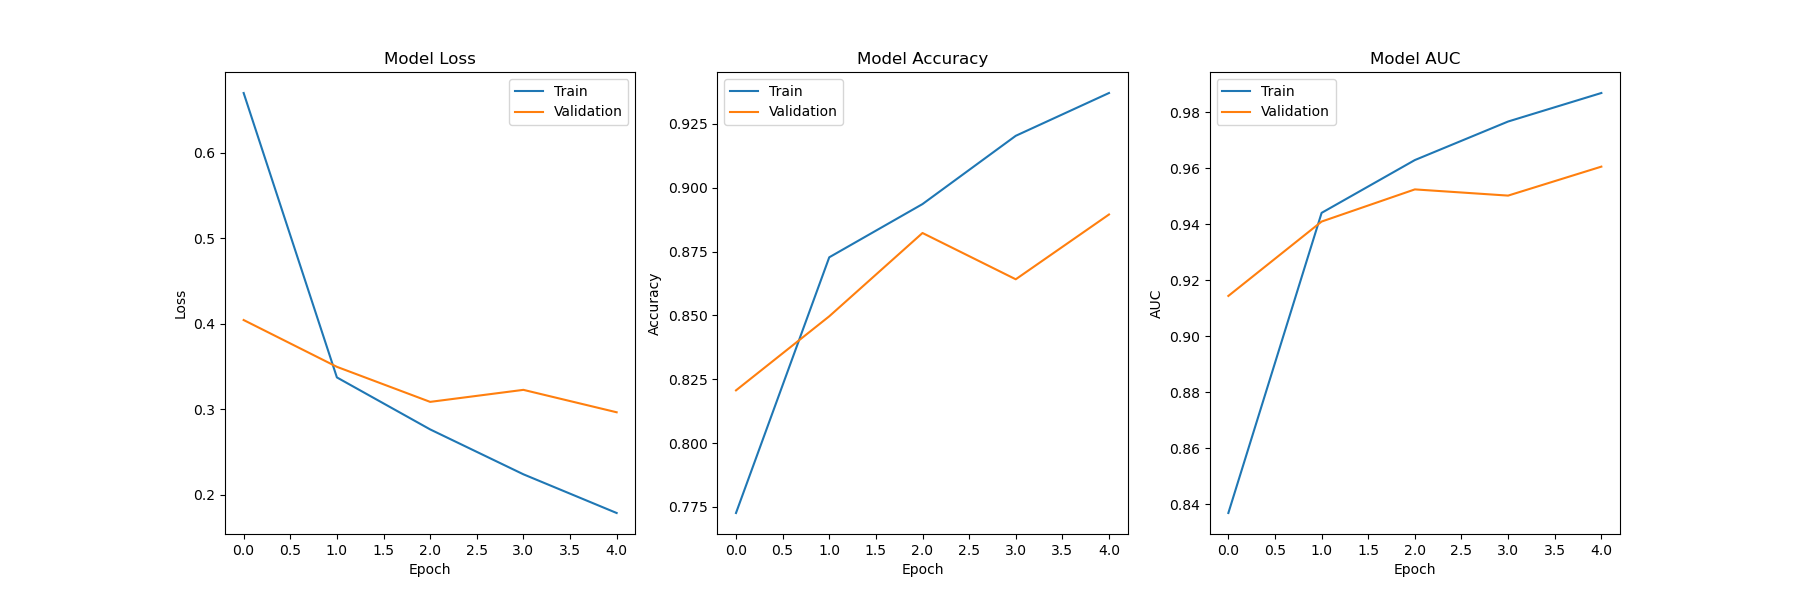 Model Loss
Train
Validation
Loss
0.6
0.5
0.4
0.3
0.2
0.0 0.5 1.0 1.5 2.0 2.5 3.0 3.5 4.0
Epoch
Model Accuracy
Train
Validation
Accuracy
0.925
0.900
0.875
0.850
0.825
0.800
0.775
0.0 0.5 1.0 1.5 2.0 2.5 3.0 3.5 4.0
Epoch
Model AUC
Train
Validation
AUC
0.98
0.96
0.94
0.92
0.90
0.88
0.86
0.84
0.0 0.5 1.0 1.5 2.0 2.5 3.0 3.5 4.0
Epoch